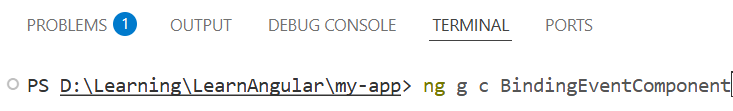 PROBLEMS 1 OUTPUT DEBUG CONSOLE TERMINAL PORTS
PS D:\Learning\LearnAngular\my-app> ng g c BindingEventComponent